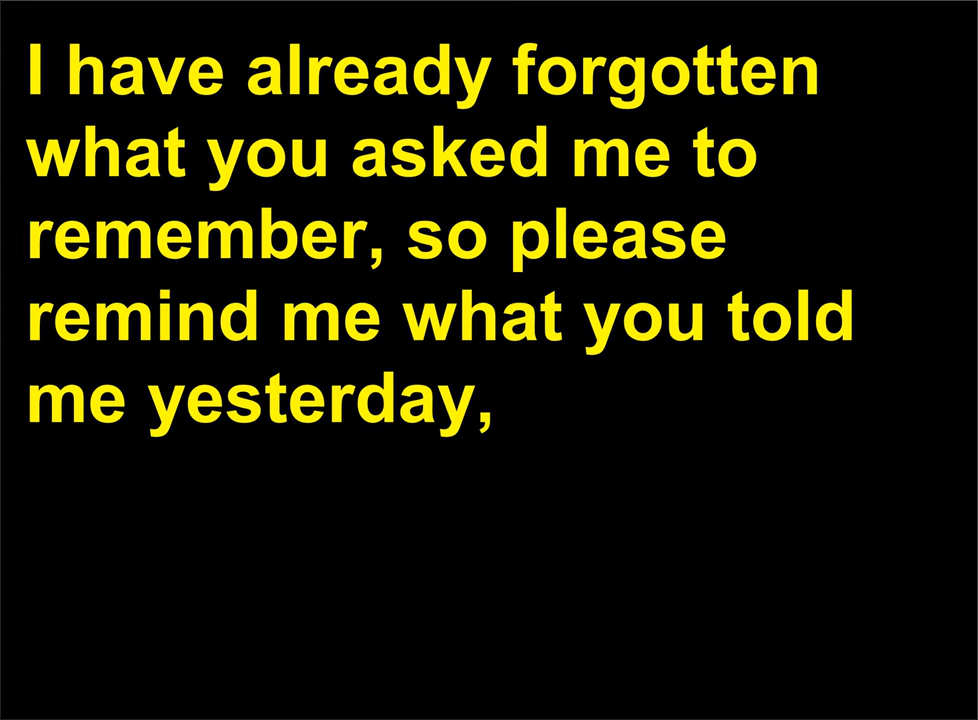 I have already forgotten
what you asked me to
remember, so please
remind me what you told
me yesterday,